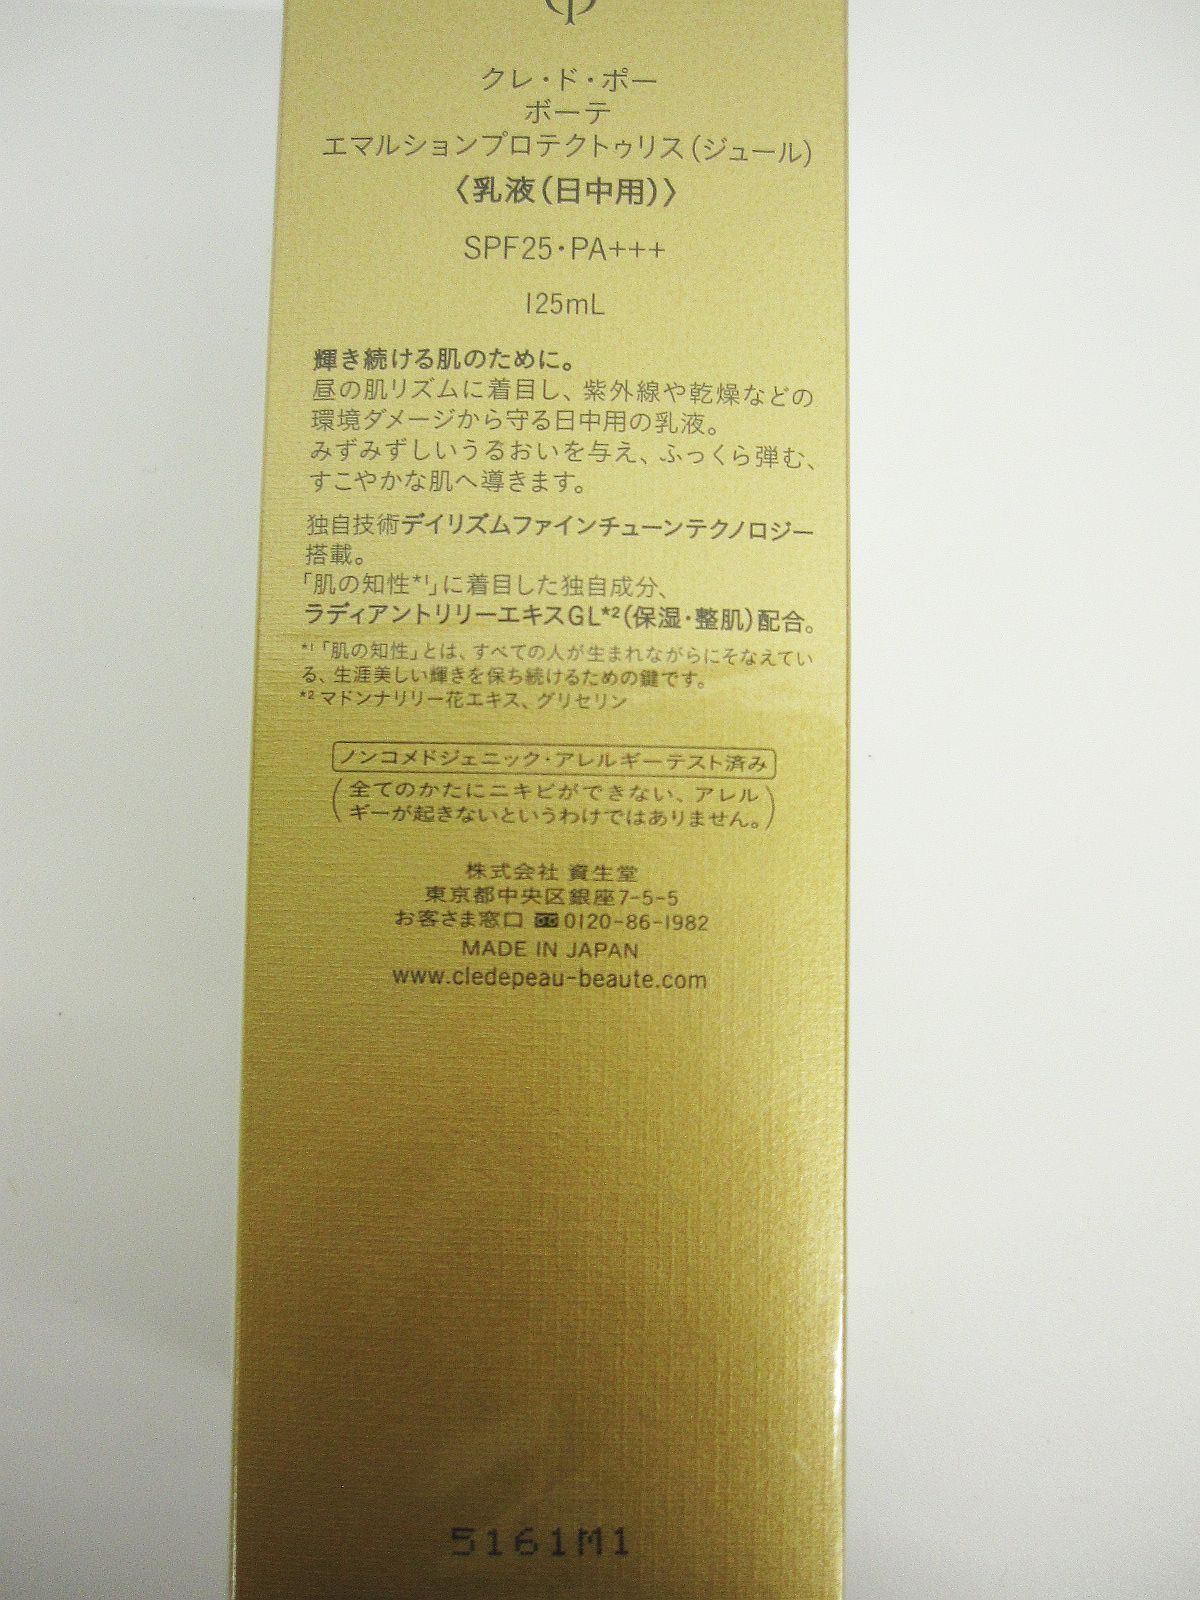 クレ・ド・ポー
ボーテ
エマルションプロテクトゥリス(ジュール)
〈乳液(日中用)〉
SPF25・PA+++
125mL
輝き続ける肌のために。
昼の肌リズムに着目し、紫外線や乾燥などの
環境ダメージから守る日中用の乳液。
みずみずしいうるおいを与え、ふっくら弾む、
すこやかな肌へ導きます。
独自技術デイリズムファインチューンテクノロジー
搭載。
「肌の知性*1」に着目した独自成分、
ラディアントリリーエキスGL*2(保湿・整肌)配合。
*1「肌の知性」とは、すべての人が生まれながらにそなえてい
る、生涯美しい輝きを保ち続けるための鍵です。
*2 マドンナリリー花エキス、グリセリン
ノンコメドジェニック・アレルギーテスト済み
(全てのかたにニキビができない、アレル
ギーが起きないというわけではありません。)
株式会社 資生堂
東京都中央区銀座7-5-5
お客さま窓口 0120-86-1982
MADE IN JAPAN
www.cledepeau-beaute.com
5161M1